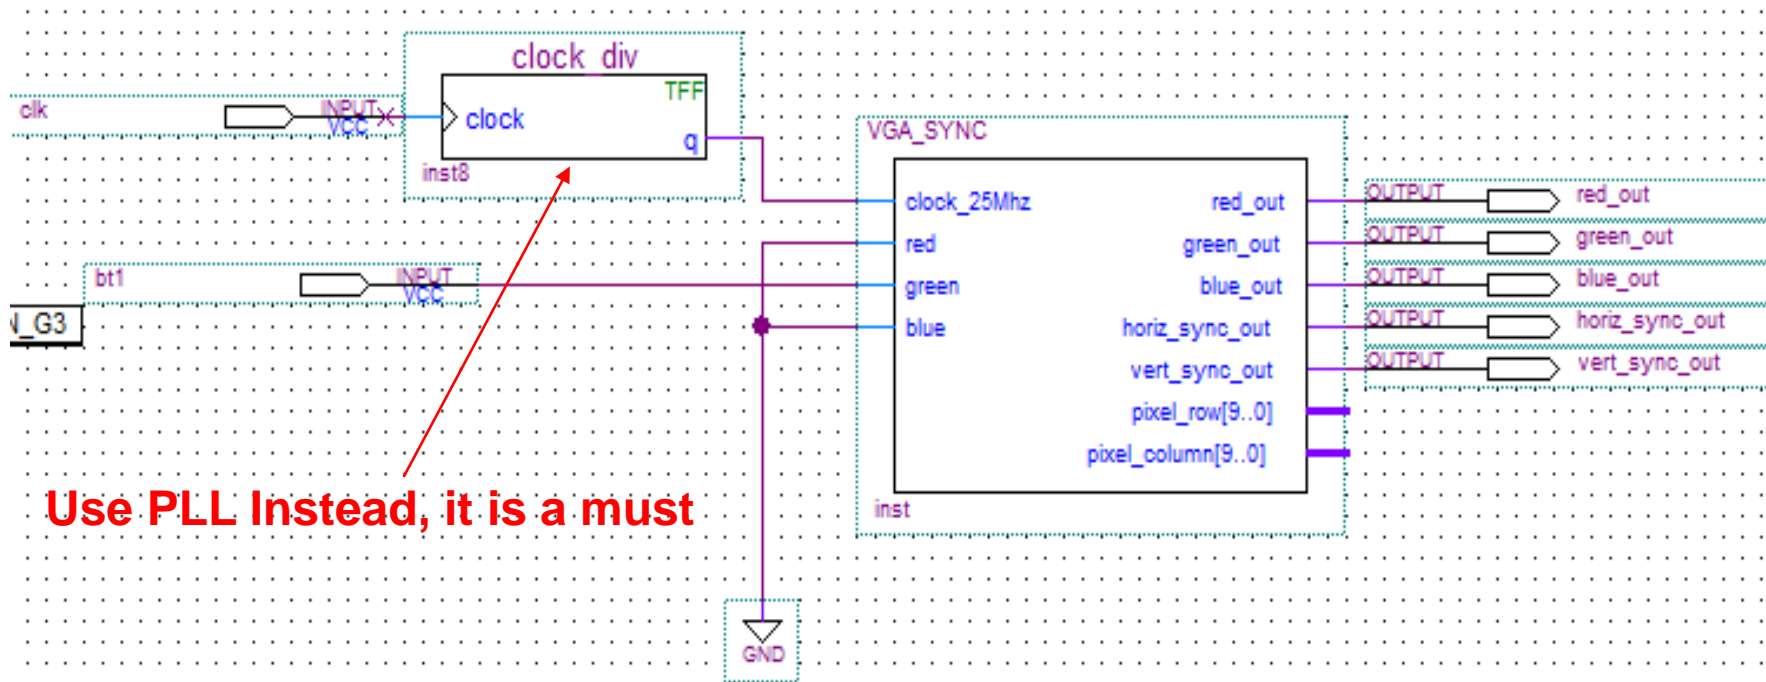 clock_div
TFF
clk
INPUT
VCC
clock
q
inst8
VGA_SYNC
clock_25Mhz
red_out
OUTPUT
red_out
red
green_out
OUTPUT
green_out
bt1
INPUT
VCC
green
blue_out
OUTPUT
blue_out
N_G3
blue
horiz_sync_out
OUTPUT
horiz_sync_out
vert_sync_out
OUTPUT
vert_sync_out
pixel_row[9..0]
pixel_column[9..0]
Use PLL Instead, it is a must
inst
GND